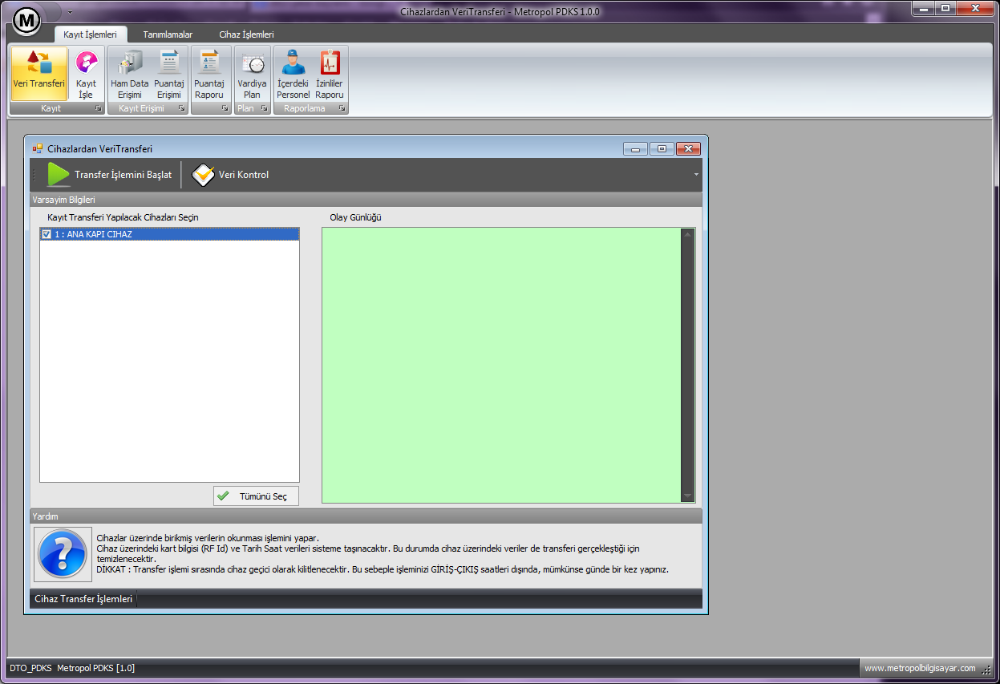 Cihazlardan VeriTransferi - Metropol PDKS 1.0.0
M
Kayıt İşlemleri Tanımlamalar Cihaz İşlemleri
Veri Transferi
Kayıt
İşle
Ham Data
Erişimi
Puantaj
Erişimi
Puantaj
Raporu
Vardiya
Plan
İçerdeki
Personel
İzinliler
Raporu
Kayıt Kayıt Erişimi Plan Raporlama
Cihazlardan VeriTransferi
Transfer İşlemini Başlat Veri Kontrol
Varsayim Bilgileri
Kayıt Transferi Yapılacak Cihazları Seçin
Olay Günlüğü
1 : ANA KAPI CIHAZ
Tümünü Seç
Yardım
Cihazlar üzerinde birikmiş verilerin okunması işlemini yapar.
Cihaz üzerindeki kart bilgisi (RF Id) ve Tarih Saat verileri sisteme taşınacaktır. Bu durumda cihaz üzerindeki veriler de transferi gerçekleştiği için
temizlenecektir.
DİKKAT : Transfer işlemi sırasında cihaz geçici olarak kilitlenecektir. Bu sebeple işleminizi GİRİŞ-ÇIKIŞ saatleri dışında, mümkünse günde bir kez yapınız.
Cihaz Transfer İşlemleri
DTO_PDKS Metropol PDKS [1.0]
www.metropolbilgisayar.com